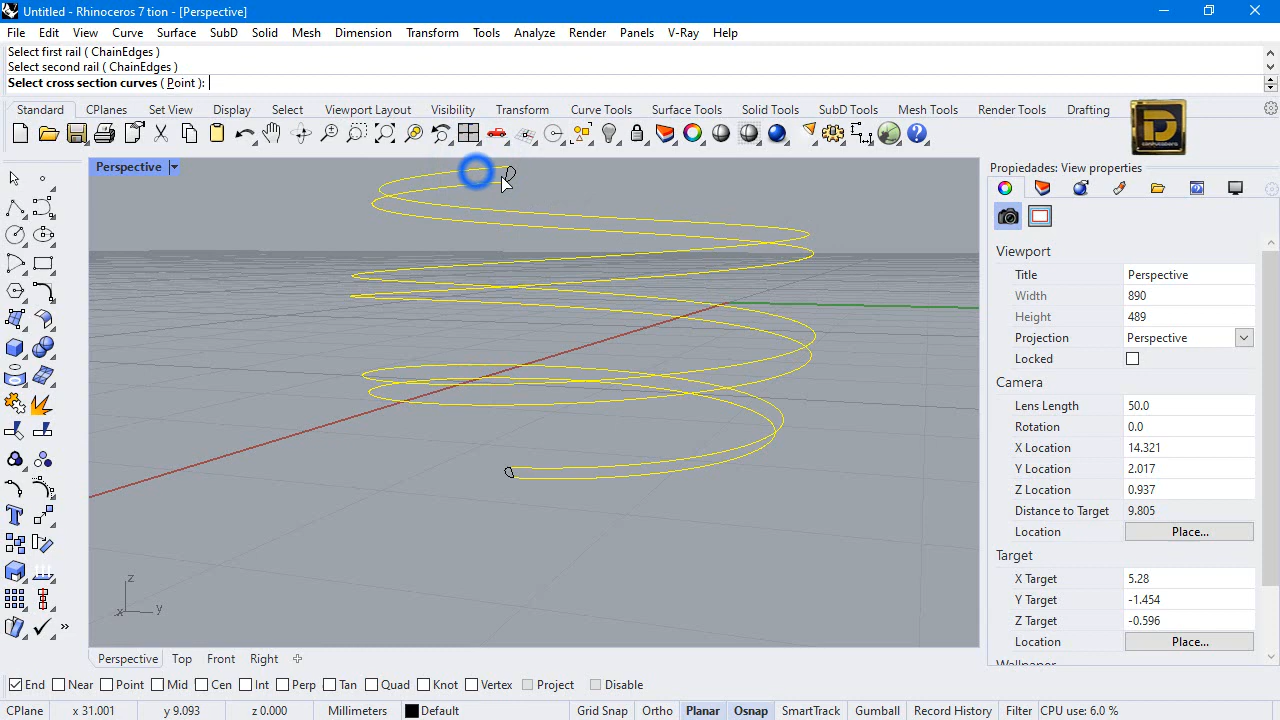 Untitled - Rhinoceros 7 tion - [Perspective]
File Edit View Curve Surface SubD Solid Mesh Dimension Transform Tools Analyze Render Panels V-Ray Help
Select first rail ( ChainEdges )
Select second rail ( ChainEdges )
Select cross section curves ( Point ):
Standard CPlanes Set View Display Select Viewport Layout Visibility Transform Curve Tools Surface Tools Solid Tools SubD Tools Mesh Tools Render Tools Drafting
Perspective
Propiedades: View properties
Viewport
Title Perspective
Width 890
Height 489
Projection Perspective
Locked
Camera
Lens Length 50.0
Rotation 0.0
X Location 14.321
Y Location 2.017
Z Location 0.937
Distance to Target 9.805
Location Place...
Target
X Target 5.28
Y Target -1.454
Z Target -0.596
Location Place...
Wallpaper
z
x y
Perspective Top Front Right
End Near Point Mid Cen Int Perp Tan Quad Knot Vertex Project Disable
CPlane x 31.001 y 9.093 z 0.000 Millimeters Default Grid Snap Ortho Planar Osnap SmartTrack Gumball Record History Filter CPU use: 6.0 %